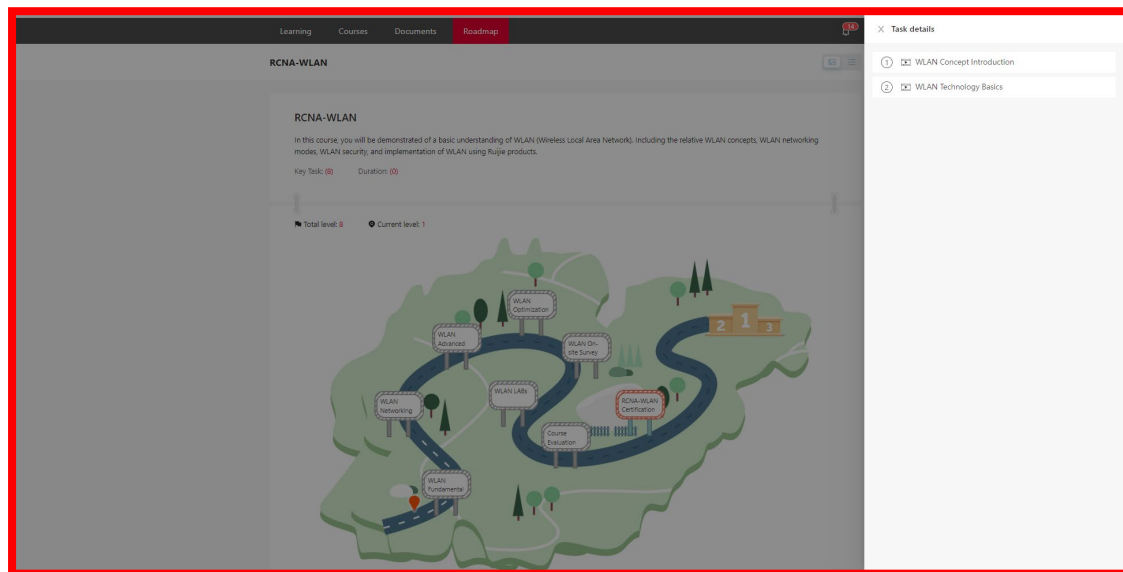 Learning Courses Documents Roadmap 14
RCNA-WLAN
RCNA-WLAN
In this course, you will be demonstrated of a basic understanding of WLAN (Wireless Local Area Network). Including the relative WLAN concepts, WLAN networking
modes, WLAN security, and implementation of WLAN using Ruijie products.
Key Task: (8) Duration: (0)
Total level: 8 Current level: 1
WLAN
Optimization
WLAN
Advanced
WLAN On-
site Survey
2 1 3
WLAN LABs
WLAN
Networking
RCNA-WLAN
Certification
Course
Evaluation
WLAN
Fundamental
X Task details
1 WLAN Concept Introduction
2 WLAN Technology Basics